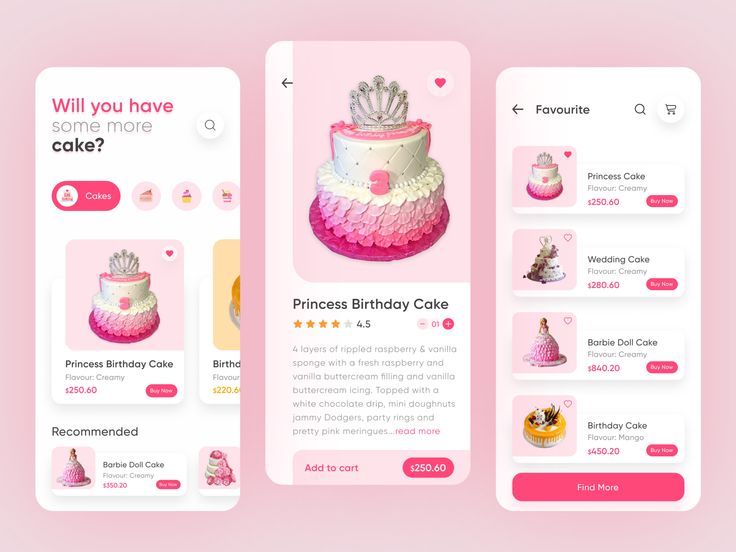 Will you have
some more
cake?
Cakes
Princess Birthday Cake
Flavour: Creamy
$250.60
Buy Now
Birthd
Flavou
$220.6
Recommended
Barbie Doll Cake
Flavour: Creamy
$350.20
Buy Now
3
Princess Birthday Cake
4.5
01
4 layers of rippled raspberry & vanilla
sponge with a fresh raspberry and
vanilla buttercream filling and vanilla
buttercream icing. Topped with a
white chocolate drip, mini doughnuts
jammy Dodgers, party rings and
pretty pink meringues...read more
Add to cart
$250.60
Favourite
Princess Cake
Flavour: Creamy
$250.60
Buy Now
Wedding Cake
Flavour: Creamy
$280.60
Buy Now
Barbie Doll Cake
Flavour: Creamy
$840.20
Buy Now
Birthday Cake
Flavour: Mango
$450.20
Buy Now
Find More